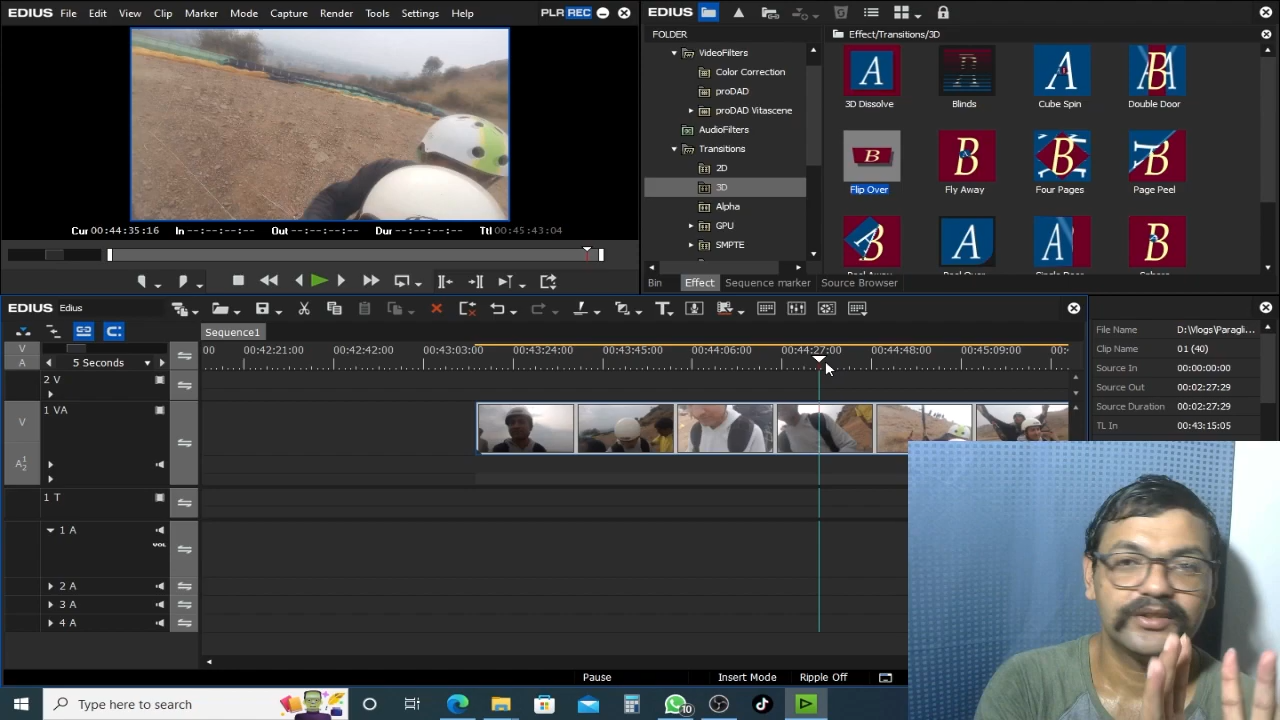 EDIUS File Edit View Clip Marker Mode Capture Render Tools Settings Help PLR REC
Cur 00:44:35:16 In --:--:--:-- Out --:--:--:-- Dur --:--:--:-- Ttl 00:45:43:04
EDIUS
FOLDER
VideoFilters
Color Correction
proDAD
proDAD Vitascene
AudioFilters
Transitions
2D
3D
Alpha
GPU
SMPTE
Effect/Transitions/3D
3D Dissolve Blinds Cube Spin Double Door
Flip Over Fly Away Four Pages Page Peel
Bin Effect Sequence marker Source Browser
EDIUS Edius
Sequence1
V
A
5 Seconds
00 00:42:21:00 00:42:42:00 00:43:03:00 00:43:24:00 00:43:45:00 00:44:06:00 00:44:27:00 00:44:48:00 00:45:09:00 00:
2 V
1 VA
V
A12
1 T
1 A
VOL
2 A
3 A
4 A
File Name D:\Vlogs\Paragli...
Clip Name 01 (40)
Source In 00:00:00:00
Source Out 00:02:27:29
Source Duration 00:02:27:29
TL In 00:43:15:05
Pause Insert Mode Ripple Off
Type here to search
10